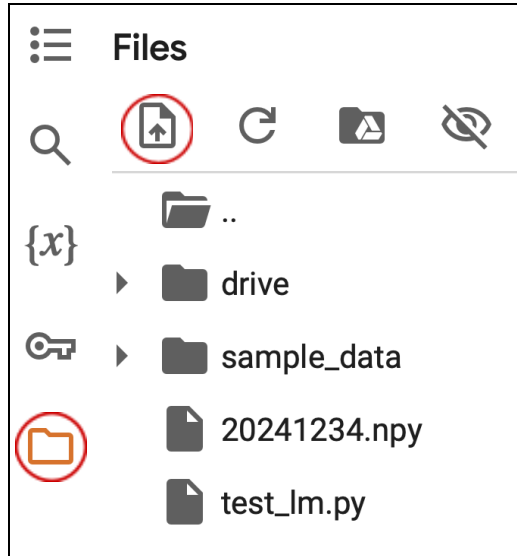 Files
{x}
..
drive
sample_data
20241234.npy
test_lm.py